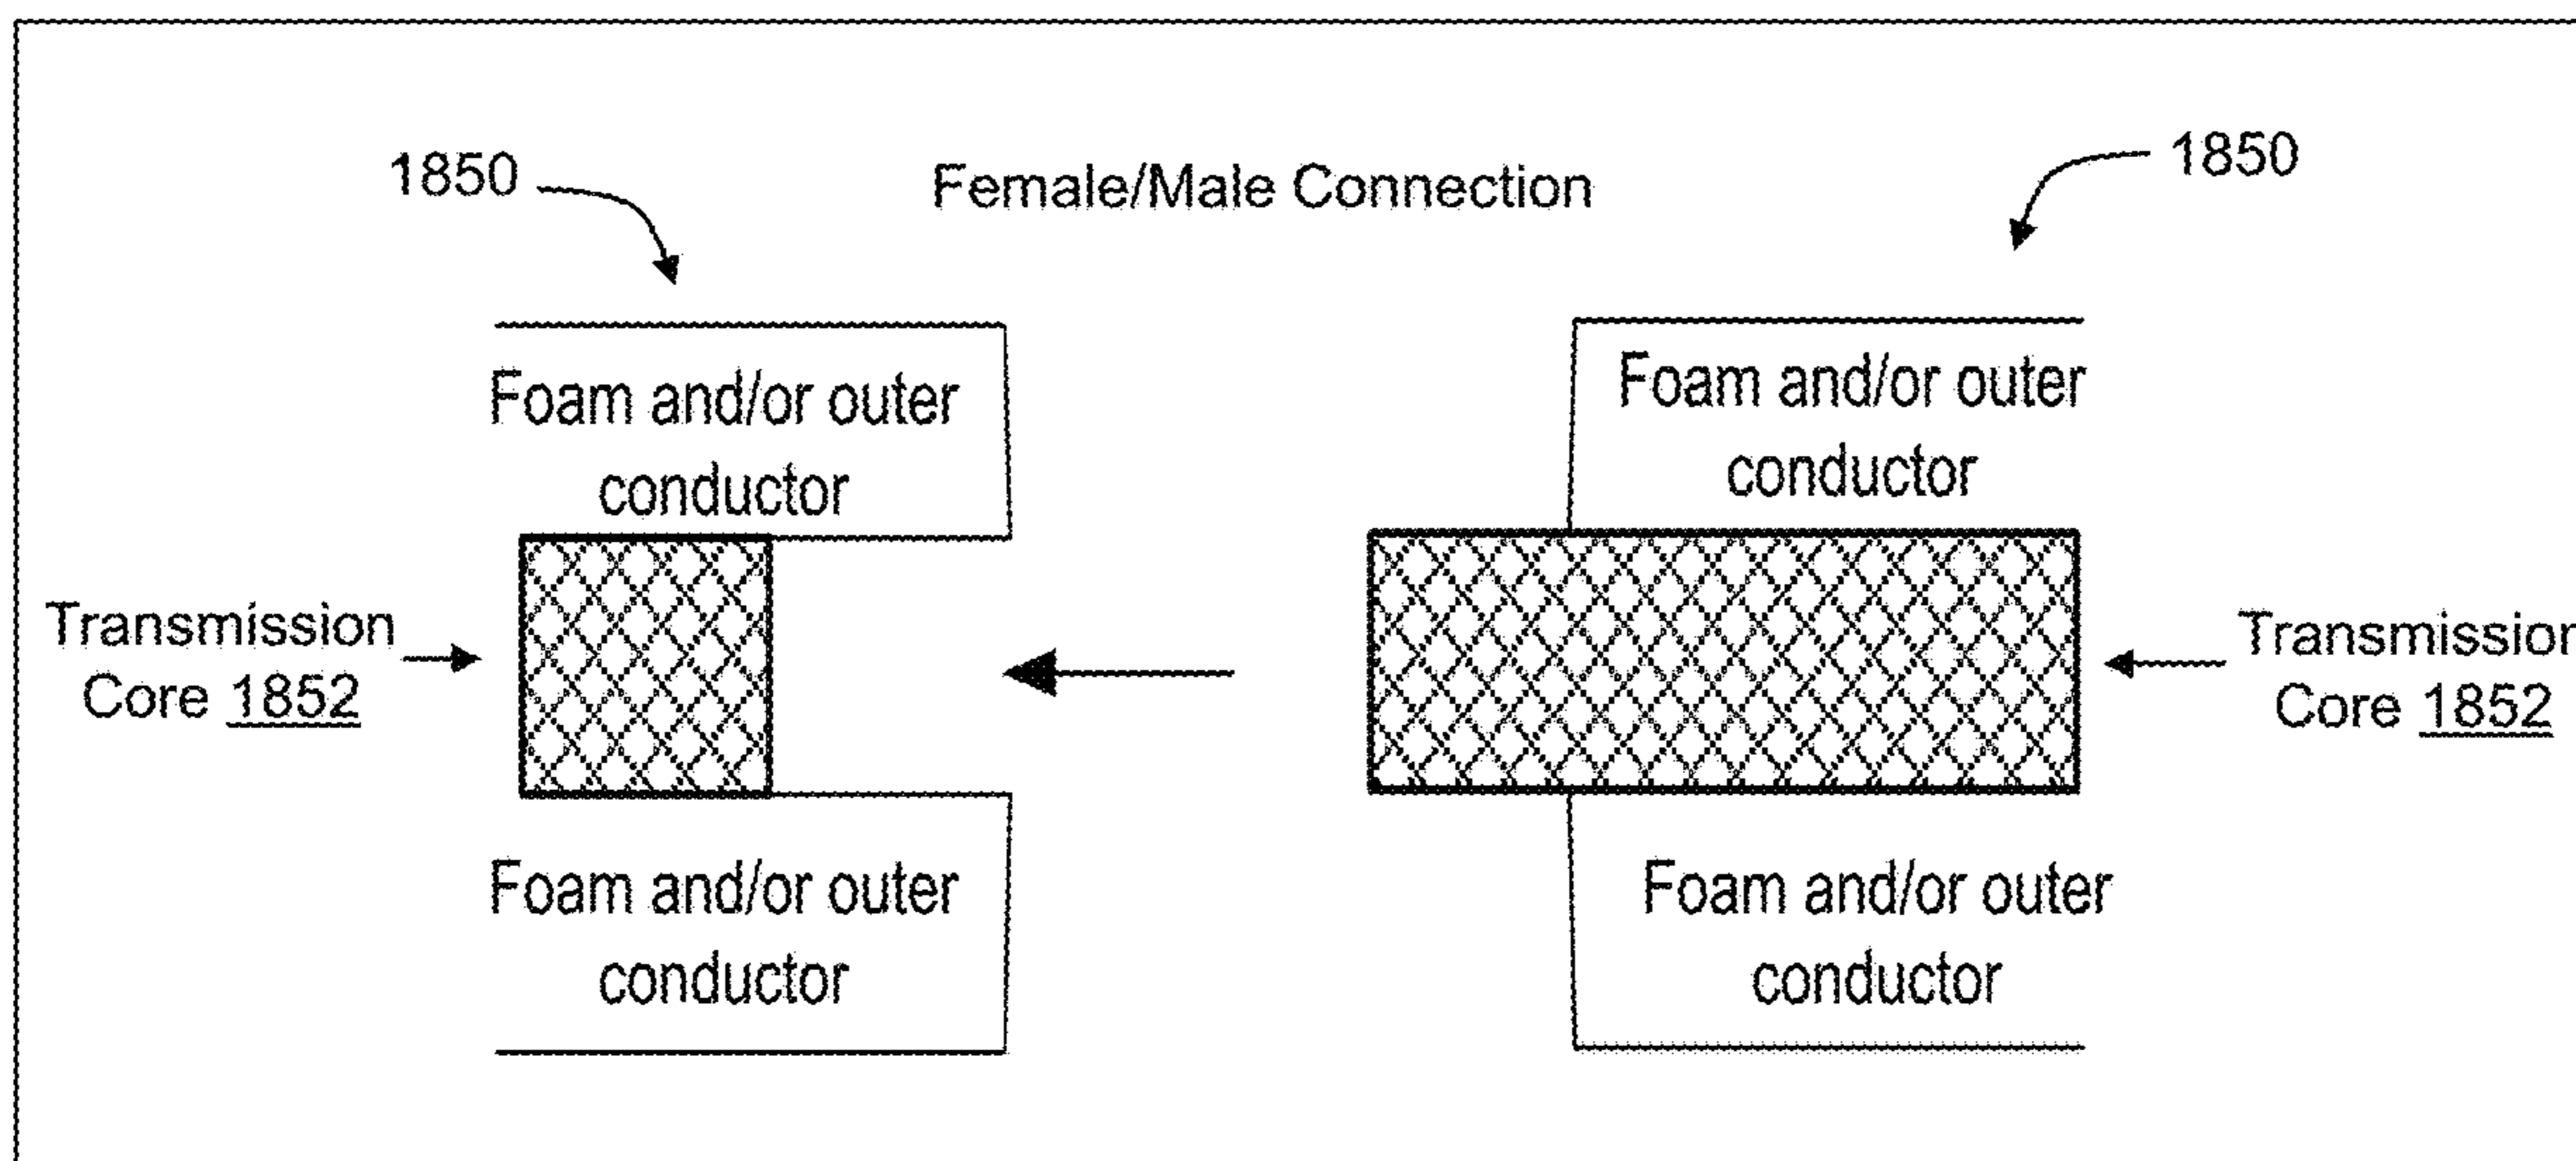 1850
Female/Male Connection
1850
Foam and/or outer
conductor
Foam and/or outer
conductor
Transmission
Core 1852
Transmission
Core 1852
Foam and/or outer
conductor
Foam and/or outer
conductor